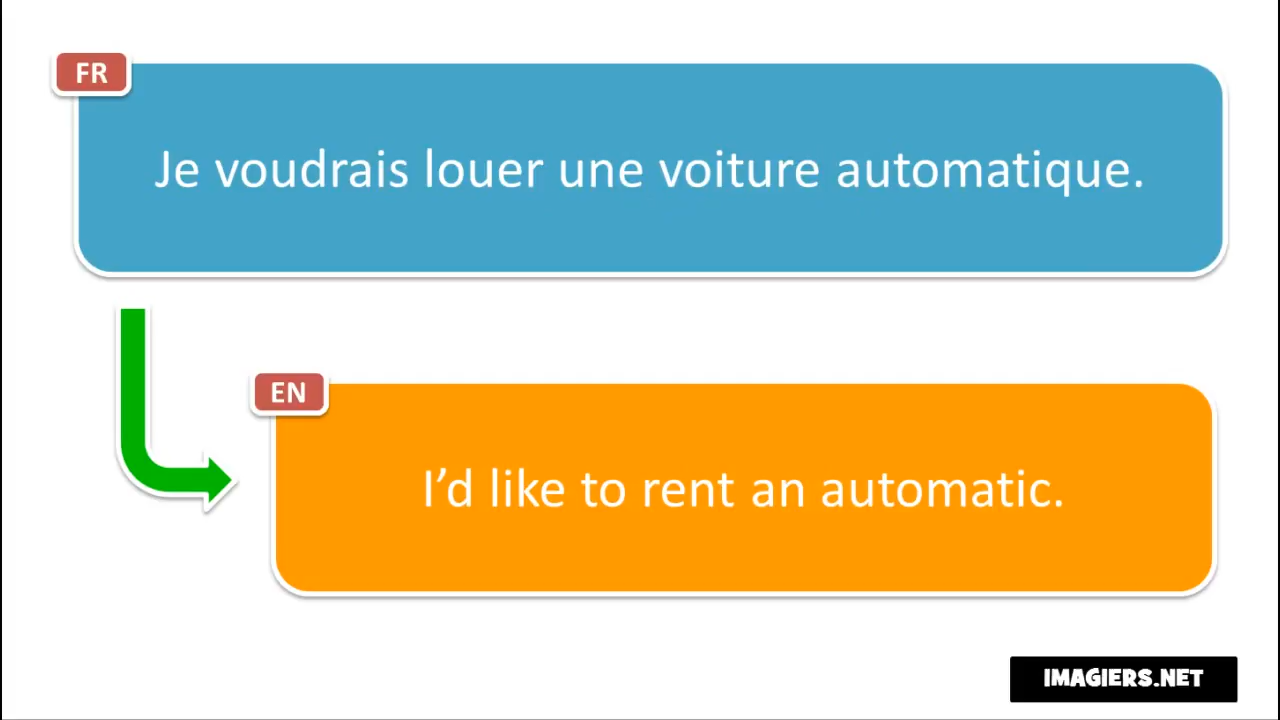 FR
Je voudrais louer une voiture automatique.
EN
I’d like to rent an automatic.
IMAGIERS.NET